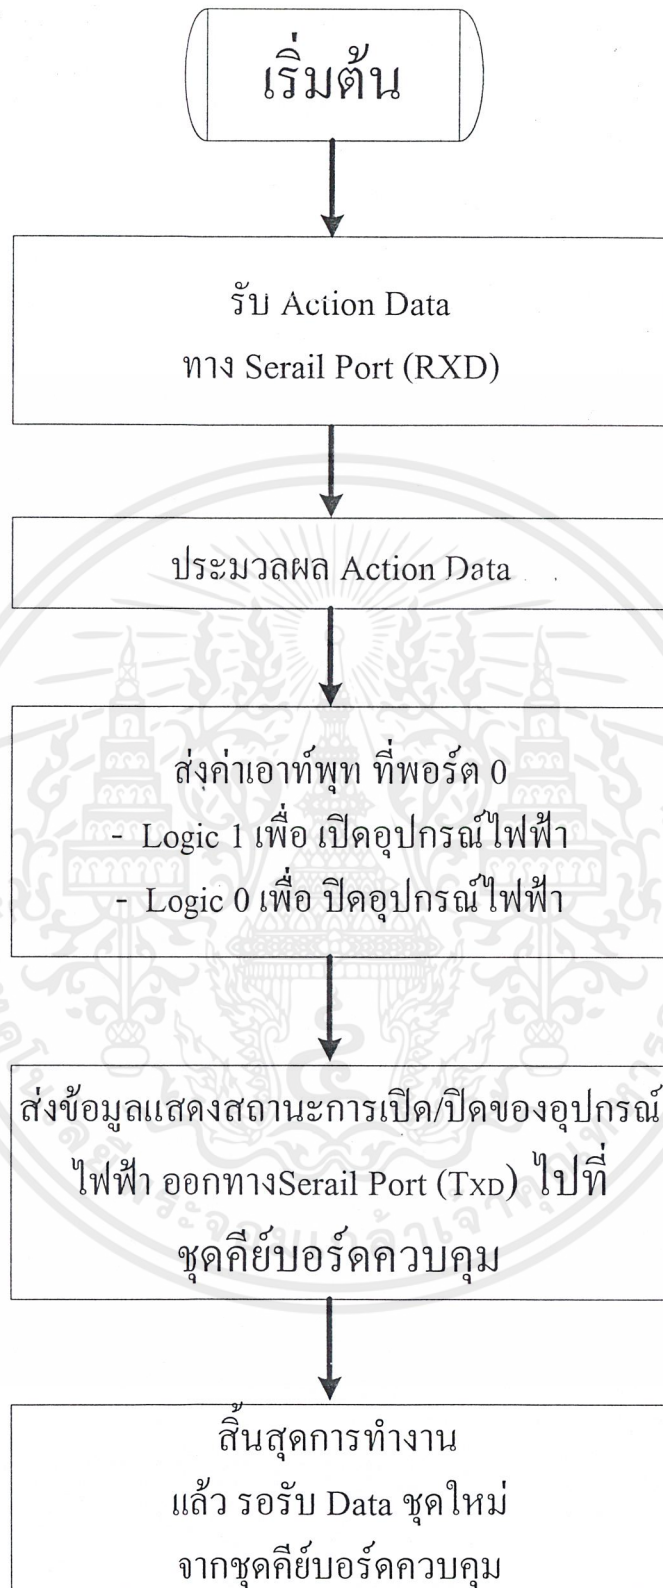 เริ่มต้น
รับ Action Data
ทาง Serail Port (RXD)
ประมวลผล Action Data
ส่งค่าเอาท์พุท ที่พอร์ต 0
- Logic 1 เพื่อ เปิดอุปกรณ์ไฟฟ้า
- Logic 0 เพื่อ ปิดอุปกรณ์ไฟฟ้า
ส่งข้อมูลแสดงสถานะการเปิด/ปิดของอุปกรณ์
ไฟฟ้า ออกทางSerail Port (TxD) ไปที่
ชุดคีย์บอร์ดควบคุม
สิ้นสุดการทำงาน
แล้ว รอรับ Data ชุดใหม่
จากชุดคีย์บอร์ดควบคุม